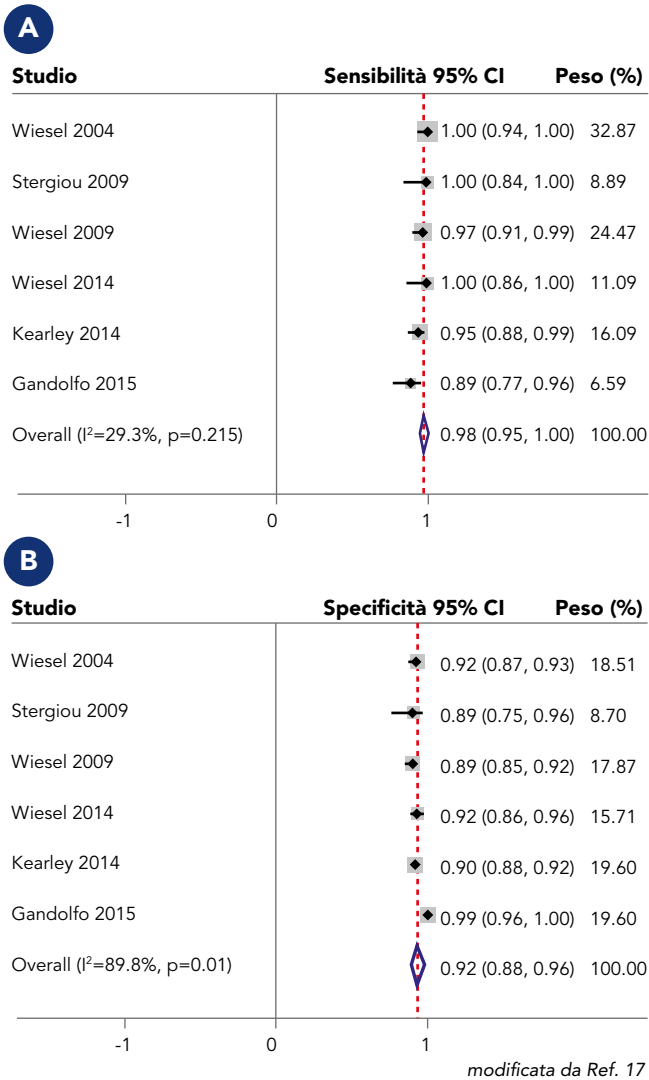 A
Studio Sensibilità 95% CI Peso (%)
Wiesel 2004 1.00 (0.94, 1.00) 32.87
Stergiou 2009 1.00 (0.84, 1.00) 8.89
Wiesel 2009 0.97 (0.91, 0.99) 24.47
Wiesel 2014 1.00 (0.86, 1.00) 11.09
Kearley 2014 0.95 (0.88, 0.99) 16.09
Gandolfo 2015 0.89 (0.77, 0.96) 6.59
Overall (I²=29.3%, p=0.215) 0.98 (0.95, 1.00) 100.00
-1 0 1
B
Studio Specificità 95% CI Peso (%)
Wiesel 2004 0.92 (0.87, 0.93) 18.51
Stergiou 2009 0.89 (0.75, 0.96) 8.70
Wiesel 2009 0.89 (0.85, 0.92) 17.87
Wiesel 2014 0.92 (0.86, 0.96) 15.71
Kearley 2014 0.90 (0.88, 0.92) 19.60
Gandolfo 2015 0.99 (0.96, 1.00) 19.60
Overall (I²=89.8%, p=0.01) 0.92 (0.88, 0.96) 100.00
-1 0 1
modificata da Ref. 17